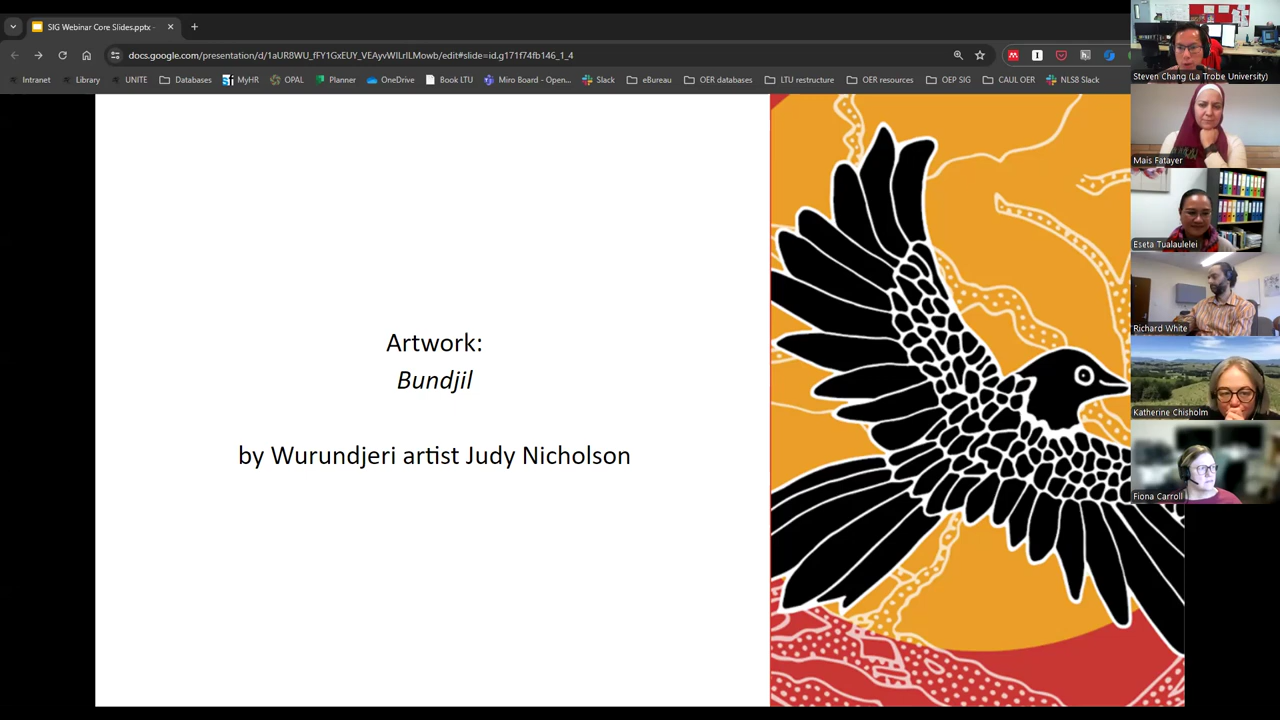 SIG Webinar Core Slides.pptx -
docs.google.com/presentation/d/1aUR8WU_fFY1GxEUY_VEAyvWILrlLMowb/edit#slide=id.g171f74fb146_1_4
Intranet
Library
UNITE
Databases
MyHR
OPAL
Planner
OneDrive
Book LTU
Miro Board - Open...
Slack
eBureau
OER databases
LTU restructure
OER resources
OEP SIG
CAUL OER
NLS8 Slack
Artwork:
Bundjil
by Wurundjeri artist Judy Nicholson
Steven Chang (La Trobe University)
Mais Fatayer
Eseta Tualaulelei
Richard White
Katherine Chisholm
Fiona Carroll